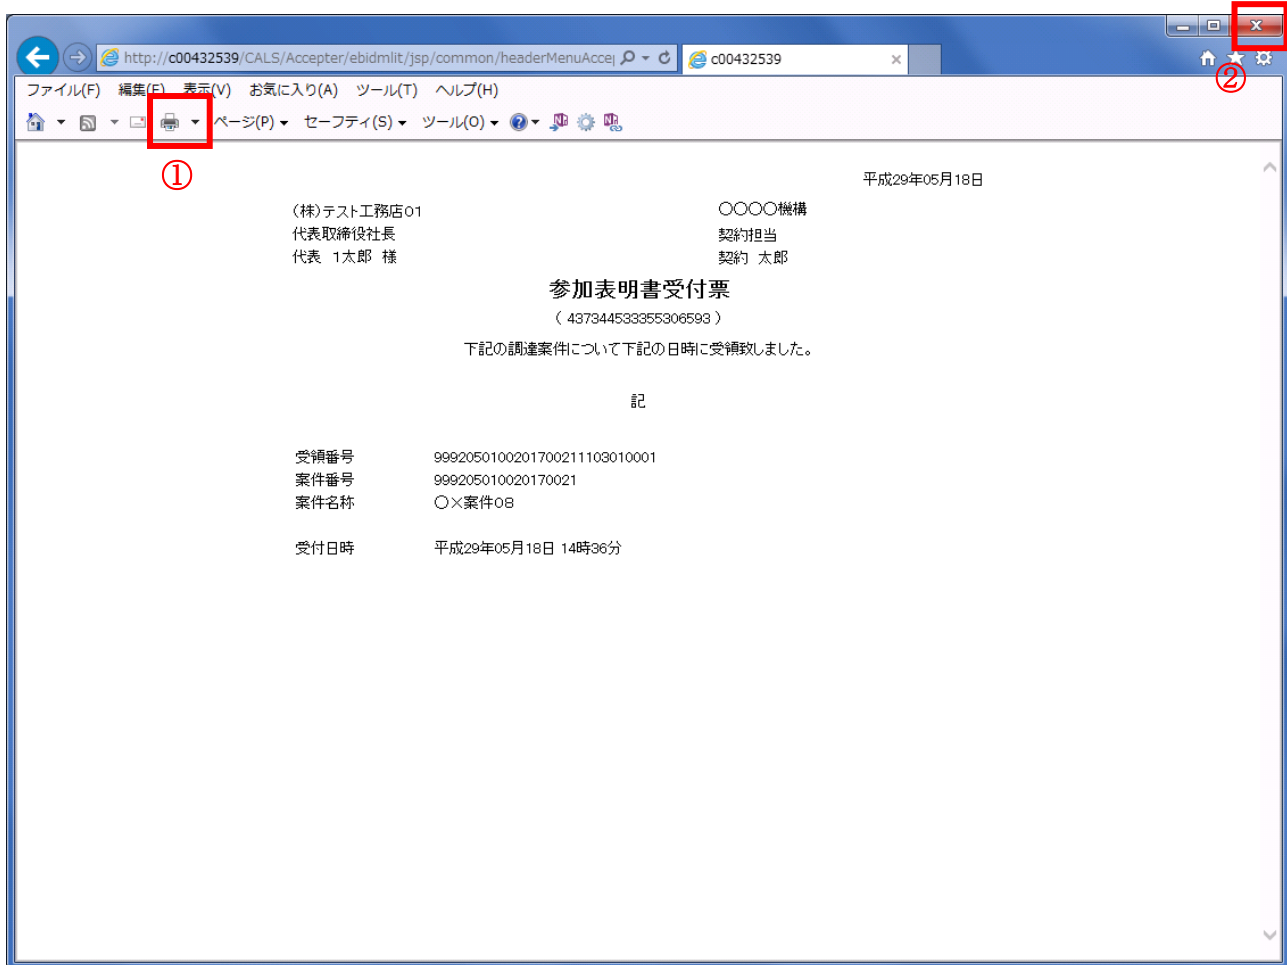 http://c00432539/CALS/Accepter/ebidmlit/jsp/common/headerMenuAccep
c00432539
②
ファイル(F) 編集(E) 表示(V) お気に入り(A) ツール(T) ヘルプ(H)
ページ(P) セーフティ(S) ツール(O)
①
平成29年05月18日
(株)テスト工務店01 〇〇〇〇機構
代表取締役社長 契約担当
代表 1太郎 様 契約 太郎
参加表明書受付票
( 437344533355306593 )
下記の調達案件について下記の日時に受領致しました。
記
受領番号 9992050100201700211103010001
案件番号 999205010020170021
案件名称 〇×案件08
受付日時 平成29年05月18日 14時36分